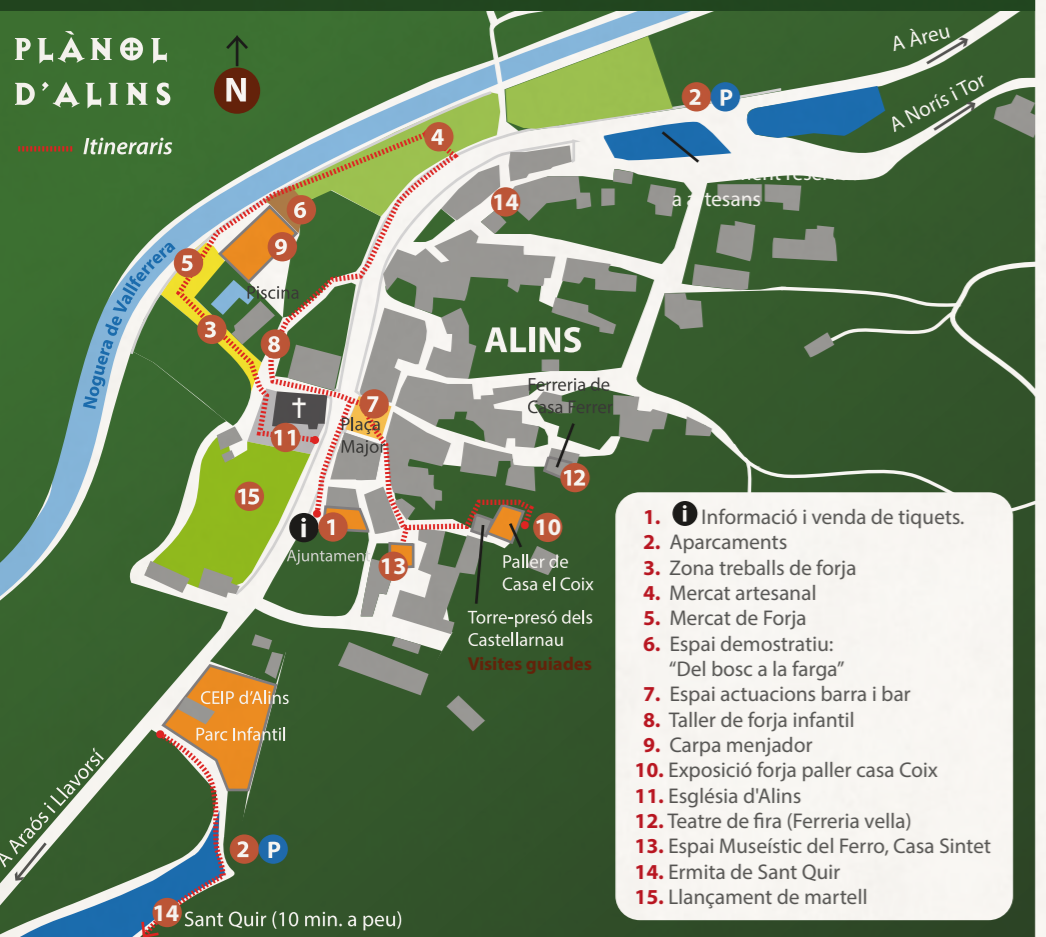 PLÀNOL
D'ALINS
N
Itineraris
A Àreu
A Norís i Tor
2 P
4
14
a artesans
6
9
5
Piscina
3
8
Noguera de Vallferrera
ALINS
Ferreria de
Casa Ferrer
7
Plaça
Major
11
12
15
i 1
Ajuntament
10
13
Paller de
Casa el Coix
Torre-presó dels
Castellarnau
Visites guiades
CEIP d'Alins
Parc Infantil
A Araós i Llavorsí
2 P
14 Sant Quir (10 min. a peu)
1. i Informació i venda de tiquets.
2. Aparcaments
3. Zona treballs de forja
4. Mercat artesanal
5. Mercat de Forja
6. Espai demostratiu:
"Del bosc a la farga"
7. Espai actuacions barra i bar
8. Taller de forja infantil
9. Carpa menjador
10. Exposició forja paller casa Coix
11. Església d'Alins
12. Teatre de fira (Ferreria vella)
13. Espai Museístic del Ferro, Casa Sintet
14. Ermita de Sant Quir
15. Llançament de martell